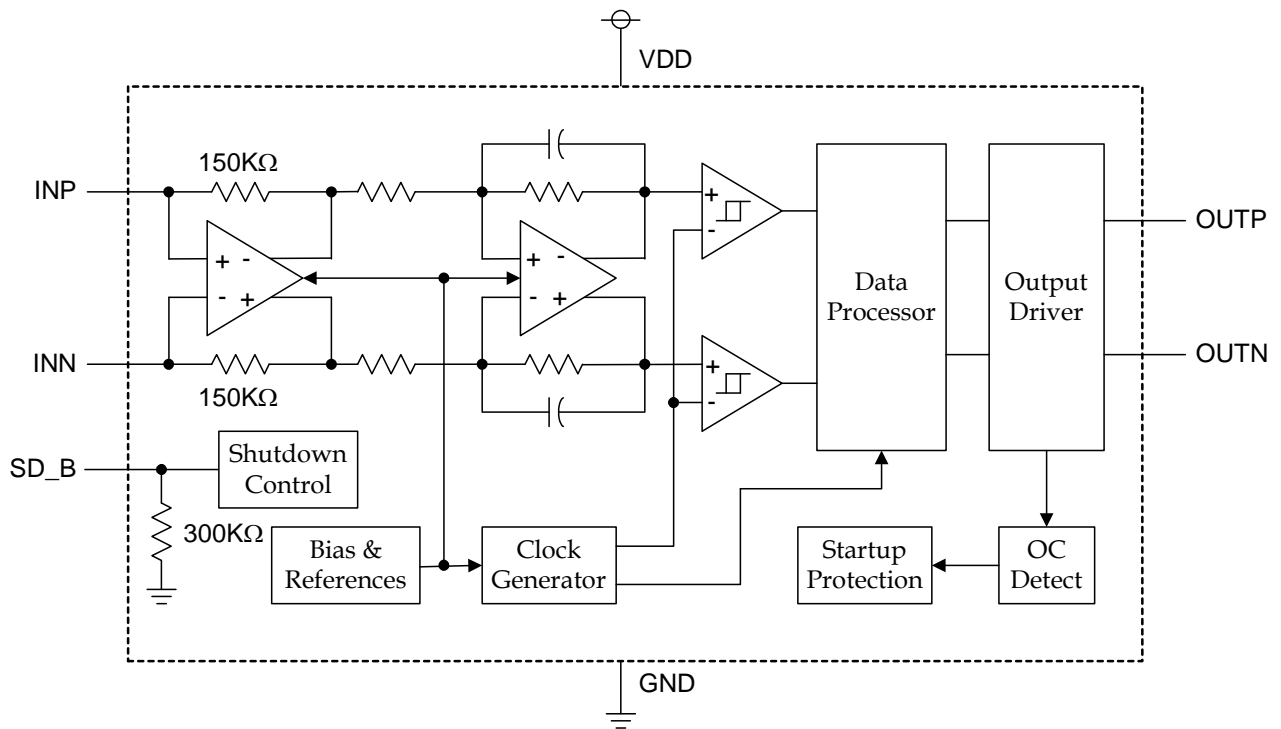 VDD
150KΩ
INP
+
-
+ -
+ -
- +
- +
Data
Processor
Output
Driver
OUTP
INN
150KΩ
+
-
OUTN
SD_B
Shutdown
Control
300KΩ
Bias &
References
Clock
Generator
Startup
Protection
OC
Detect
GND